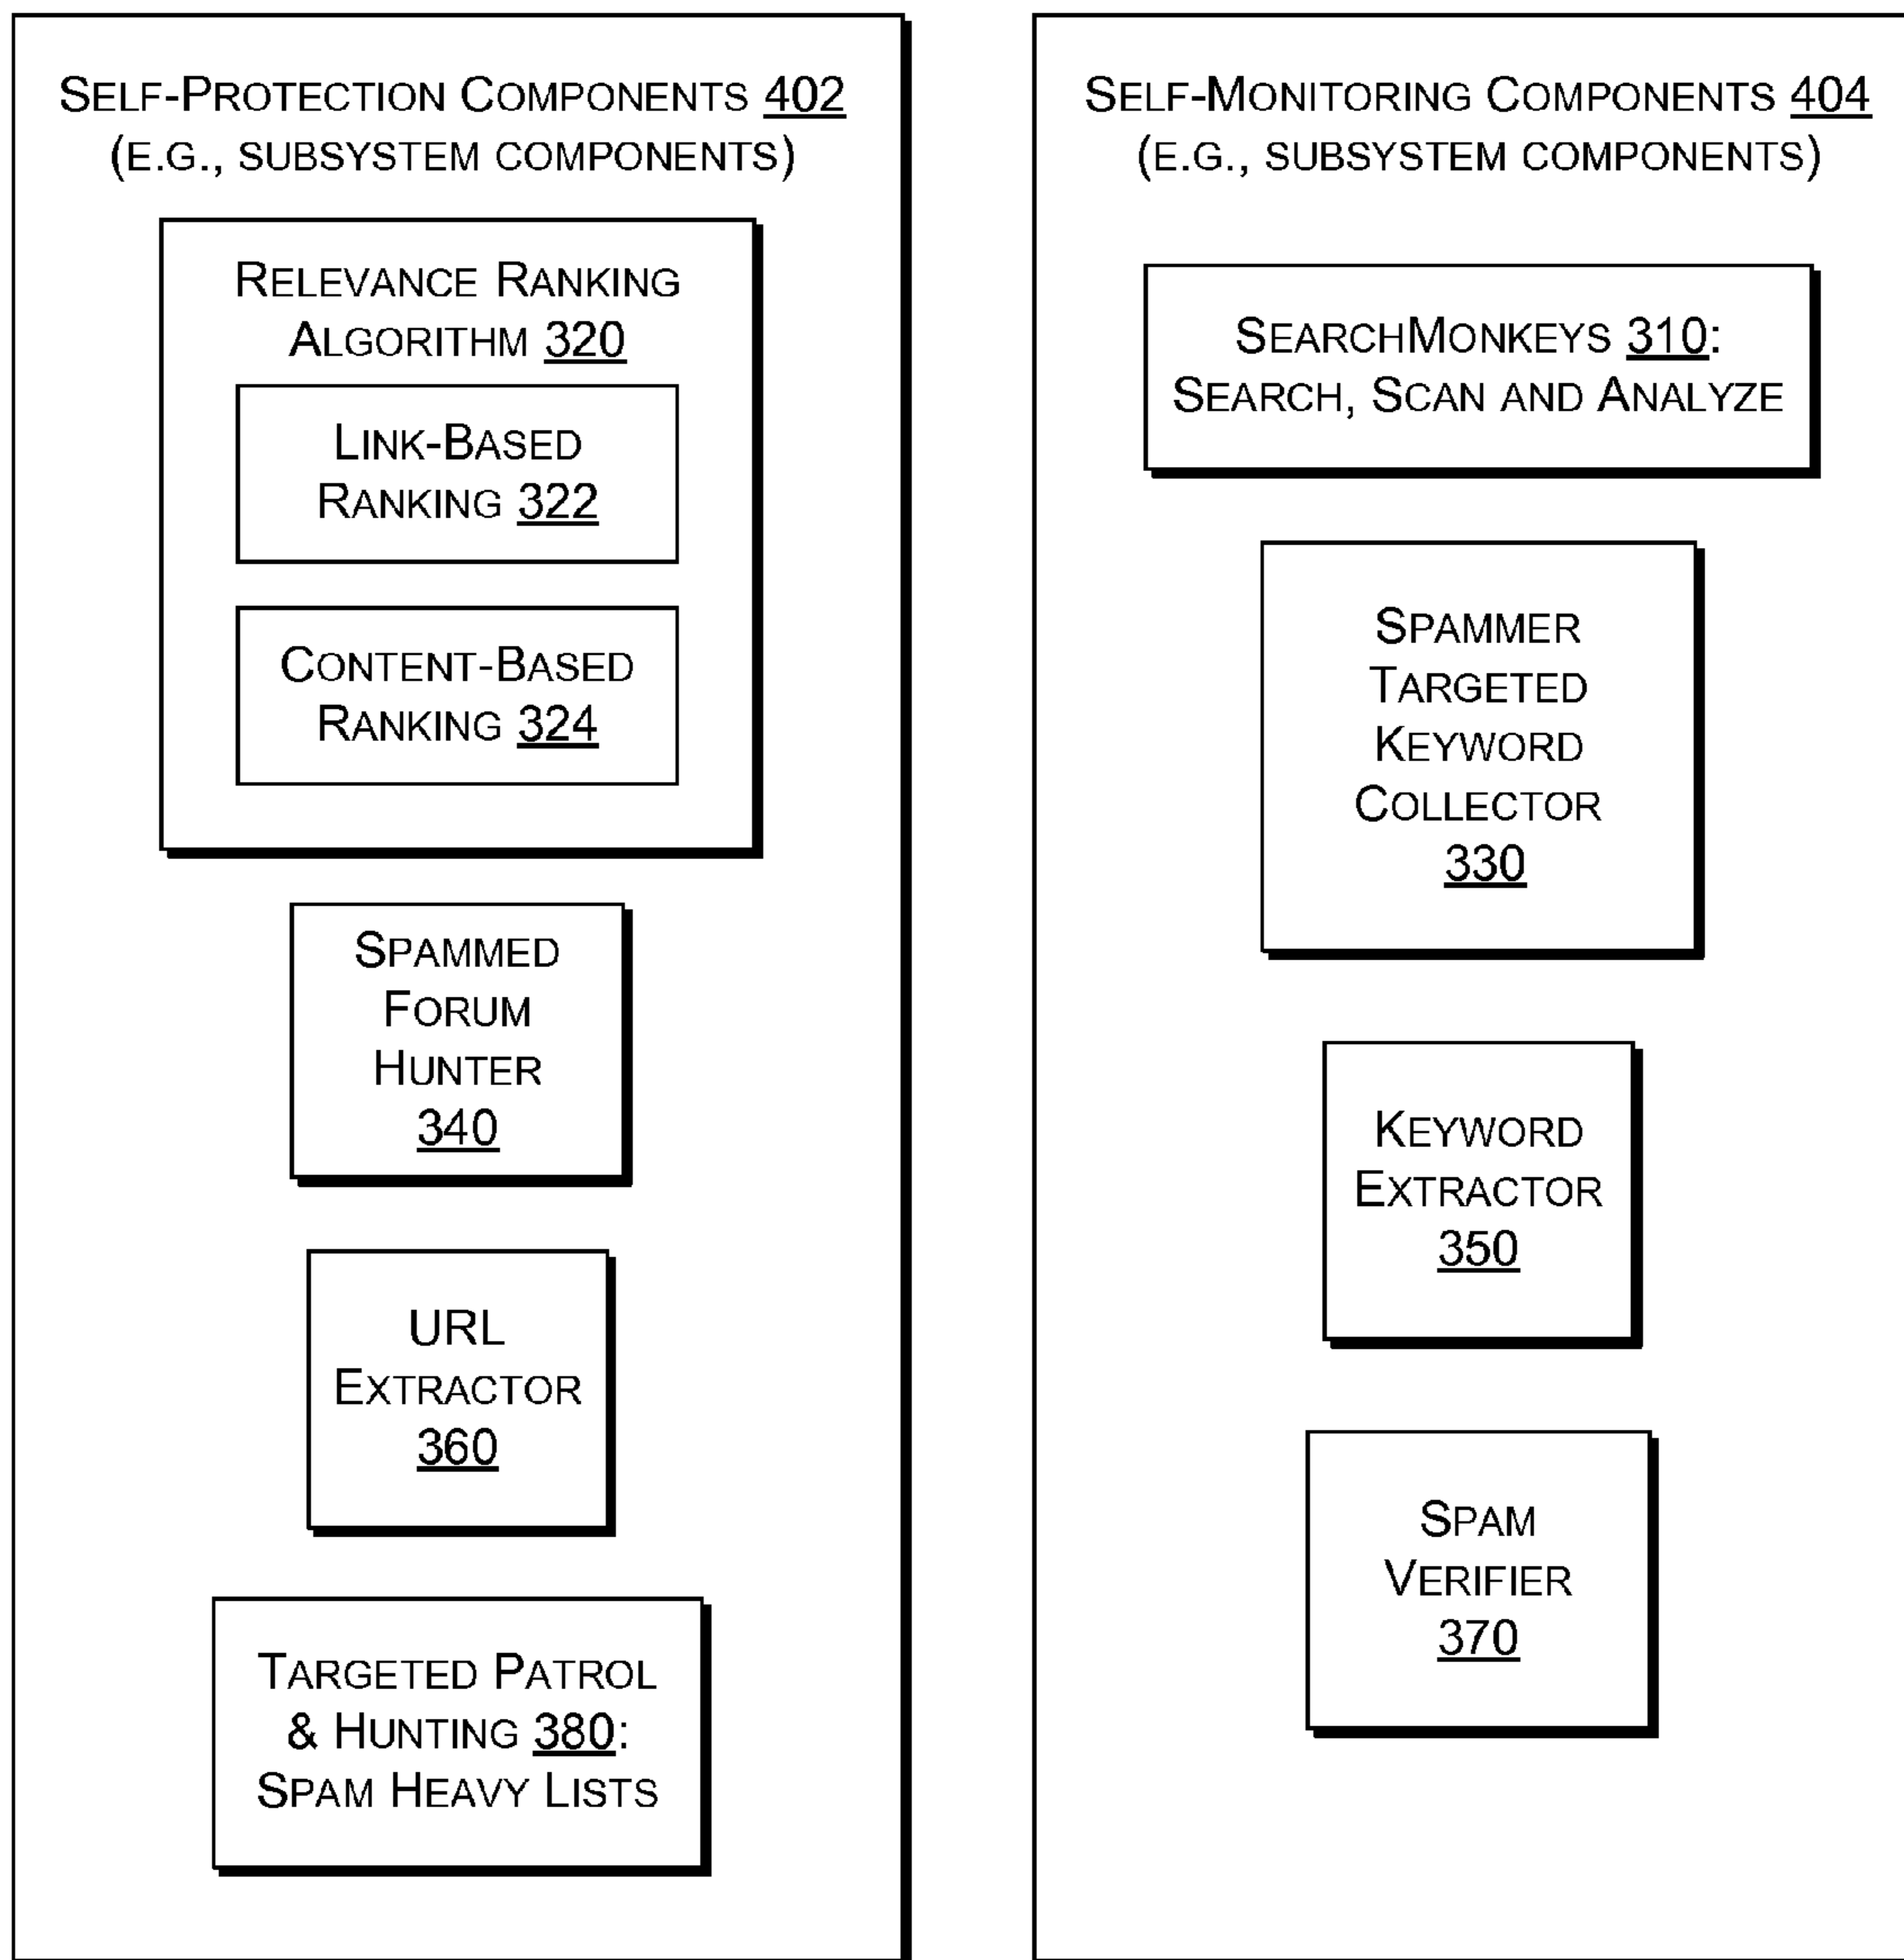 SELF-PROTECTION COMPONENTS 402
(E.G., SUBSYSTEM COMPONENTS)
RELEVANCE RANKING
ALGORITHM 320
LINK-BASED
RANKING 322
CONTENT-BASED
RANKING 324
SPAMMED
FORUM
HUNTER
340
URL
EXTRACTOR
360
TARGETED PATROL
& HUNTING 380:
SPAM HEAVY LISTS
SELF-MONITORING COMPONENTS 404
(E.G., SUBSYSTEM COMPONENTS)
SEARCHMONKEYS 310:
SEARCH, SCAN AND ANALYZE
SPAMMER
TARGETED
KEYWORD
COLLECTOR
330
KEYWORD
EXTRACTOR
350
SPAM
VERIFIER
370